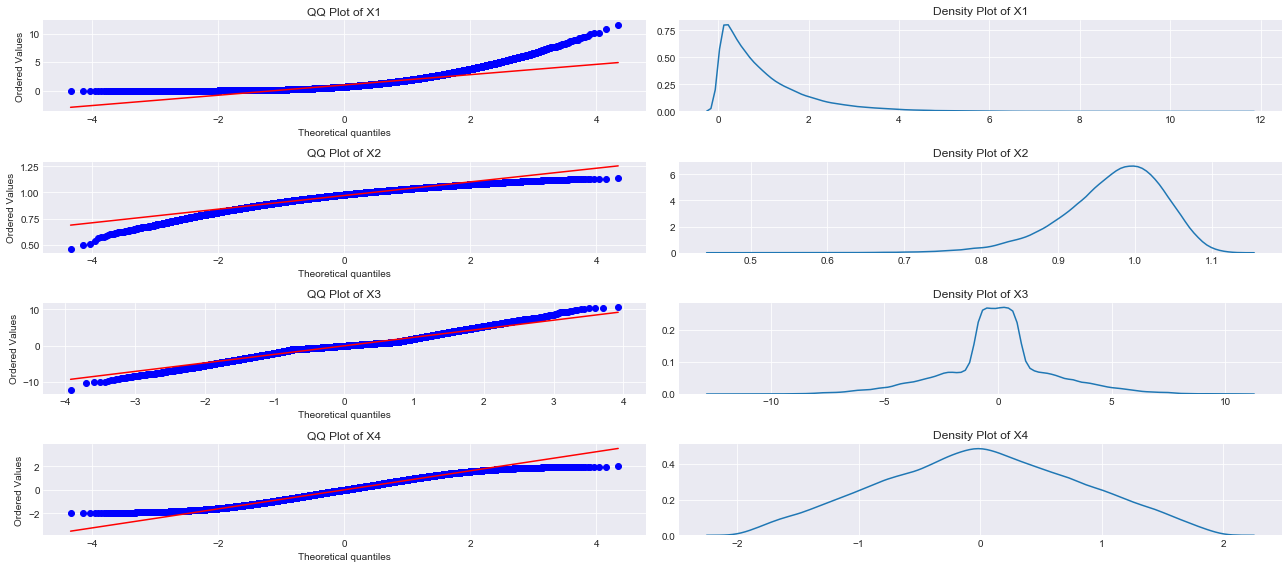 QQ Plot of X1
Ordered Values
10
5
0
−4 −2 0 2 4
Theoretical quantiles
Density Plot of X1
0.75
0.50
0.25
0.00
0 2 4 6 8 10 12
QQ Plot of X2
Ordered Values
1.25
1.00
0.75
0.50
−4 −2 0 2 4
Theoretical quantiles
Density Plot of X2
6
4
2
0
0.5 0.6 0.7 0.8 0.9 1.0 1.1
QQ Plot of X3
Ordered Values
10
0
−10
−4 −3 −2 −1 0 1 2 3 4
Theoretical quantiles
Density Plot of X3
0.2
0.1
0.0
−10 −5 0 5 10
QQ Plot of X4
Ordered Values
2
0
−2
−4 −2 0 2 4
Theoretical quantiles
Density Plot of X4
0.4
0.2
0.0
−2 −1 0 1 2